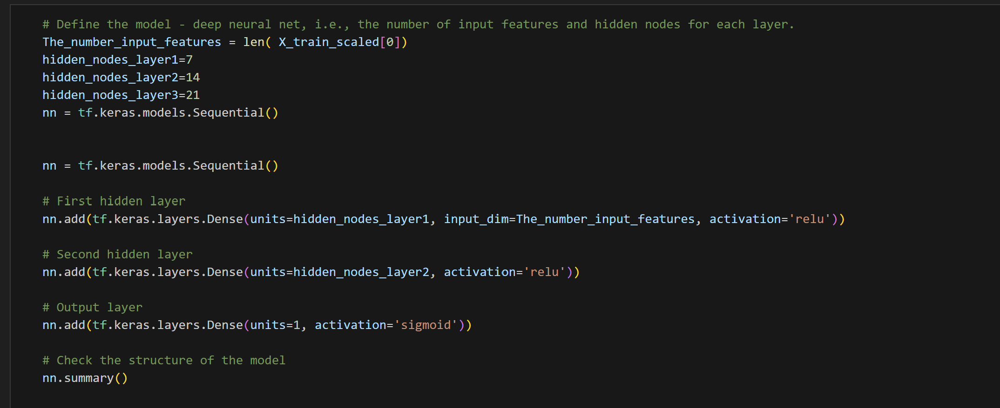 # Define the model - deep neural net, i.e., the number of input features and hidden nodes for each layer.
The_number_input_features = len( X_train_scaled[0])
hidden_nodes_layer1=7
hidden_nodes_layer2=14
hidden_nodes_layer3=21
nn = tf.keras.models.Sequential()
nn = tf.keras.models.Sequential()
# First hidden layer
nn.add(tf.keras.layers.Dense(units=hidden_nodes_layer1, input_dim=The_number_input_features, activation='relu'))
# Second hidden layer
nn.add(tf.keras.layers.Dense(units=hidden_nodes_layer2, activation='relu'))
# Output layer
nn.add(tf.keras.layers.Dense(units=1, activation='sigmoid'))
# Check the structure of the model
nn.summary()